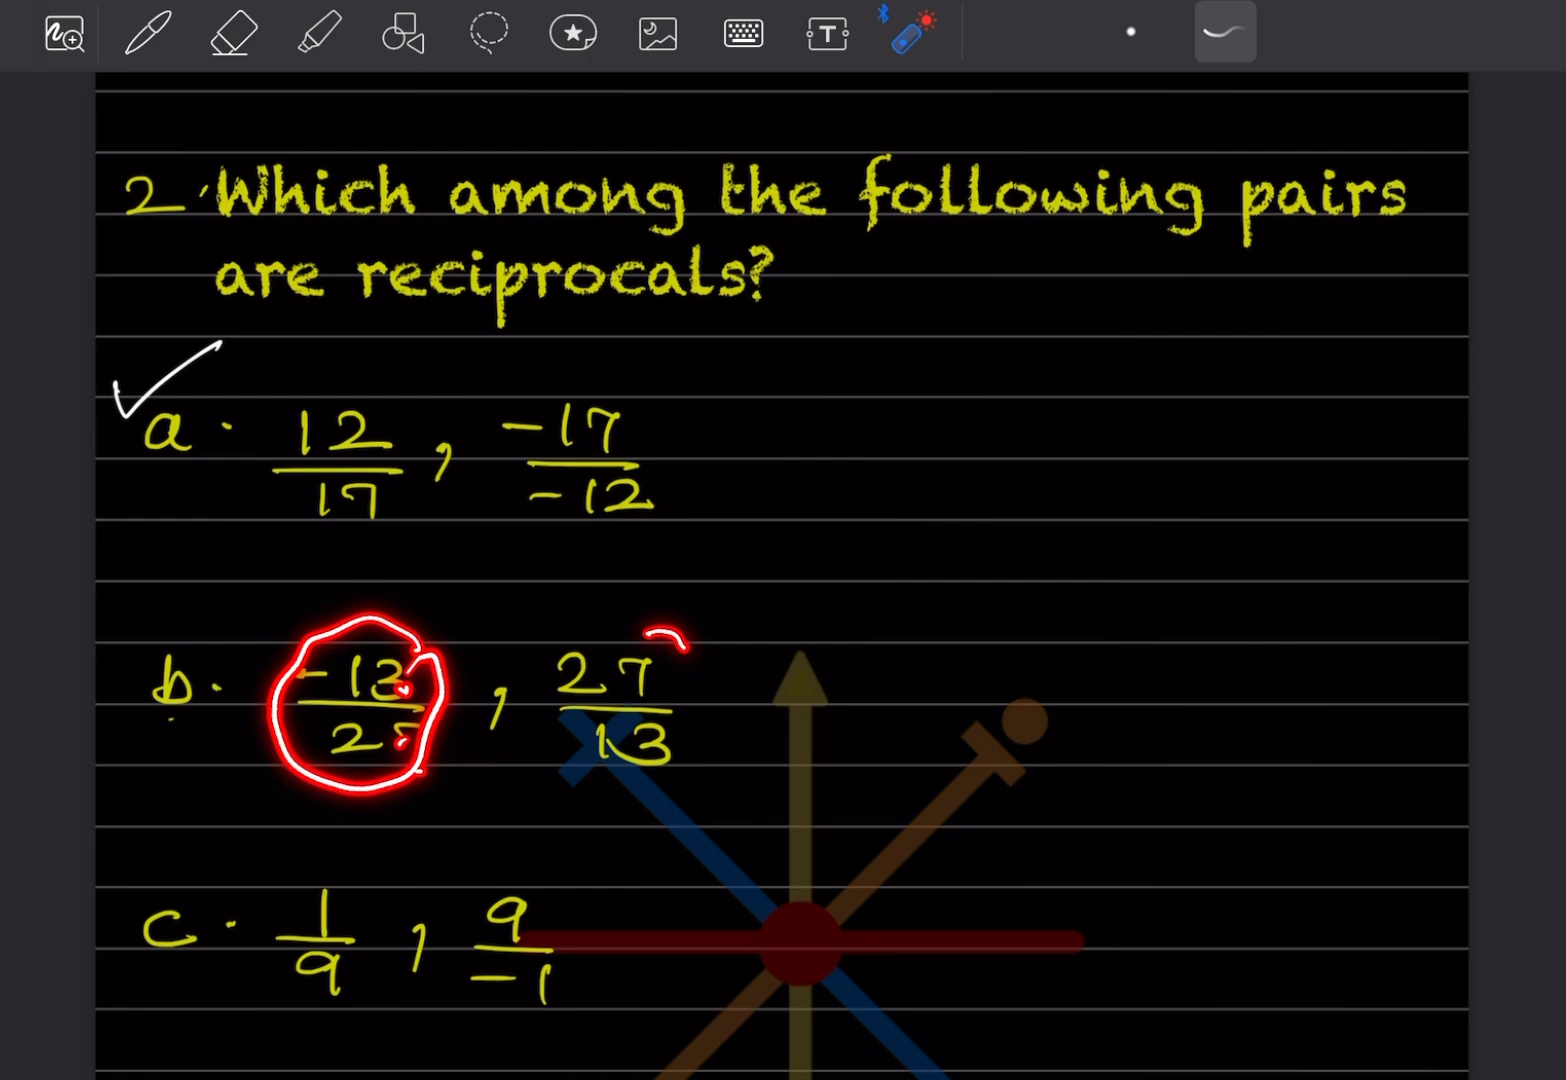 2. Which among the following pairs
are reciprocals?
a. 12/17 , -17/-12
b. -13/27 , 27/13
c. 1/9 , 9/-1